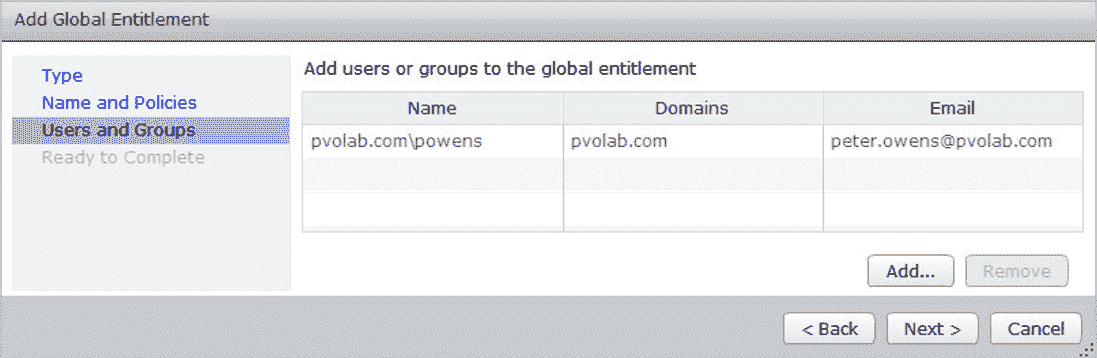 Add Global Entitlement
Type
Name and Policies
Users and Groups
Ready to Complete
Add users or groups to the global entitlement
Name Domains Email
pvolab.com\powens pvolab.com peter.owens@pvolab.com
Add... Remove
< Back Next > Cancel